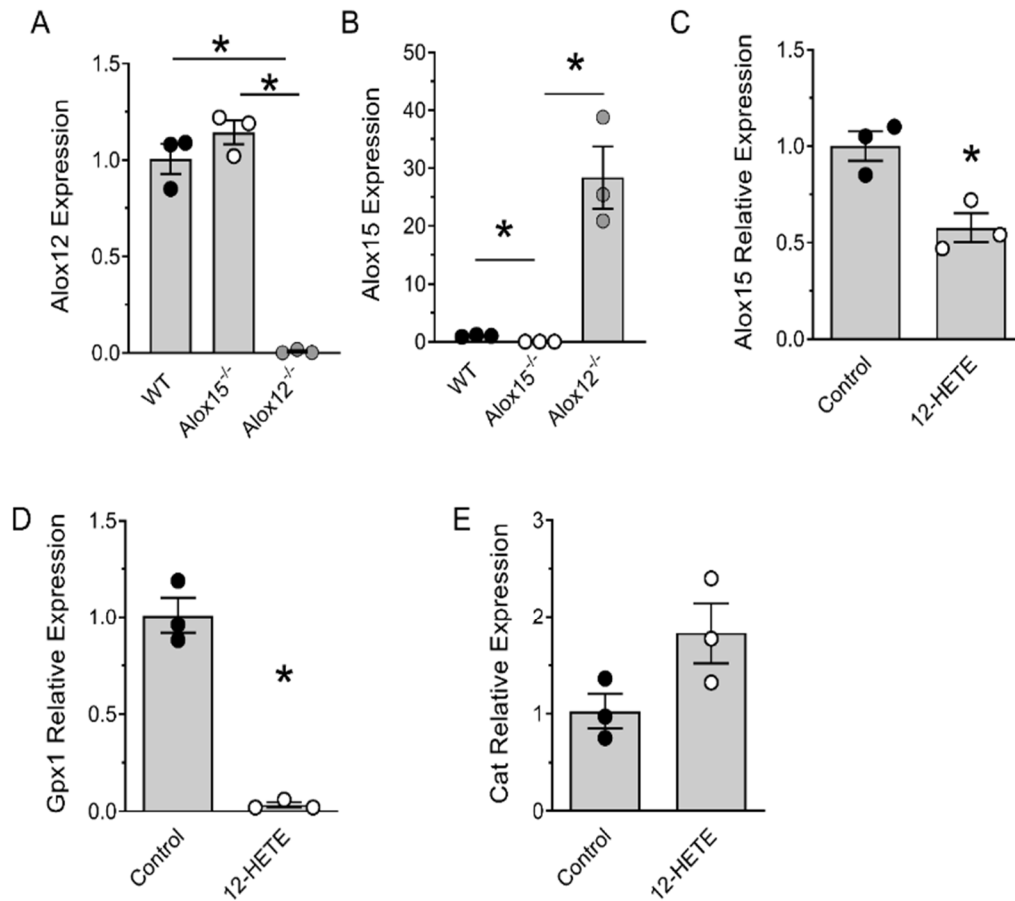 A
Alox12 Expression
1.5
1.0
0.5
0.0
*
*
WT
Alox15-/-
Alox12-/-
B
Alox15 Expression
50
40
30
20
10
0
*
*
WT
Alox15-/-
Alox12-/-
C
Alox15 Relative Expression
1.5
1.0
0.5
0.0
*
Control
12-HETE
D
Gpx1 Relative Expression
1.5
1.0
0.5
0.0
*
Control
12-HETE
E
Cat Relative Expression
3
2
1
0
Control
12-HETE